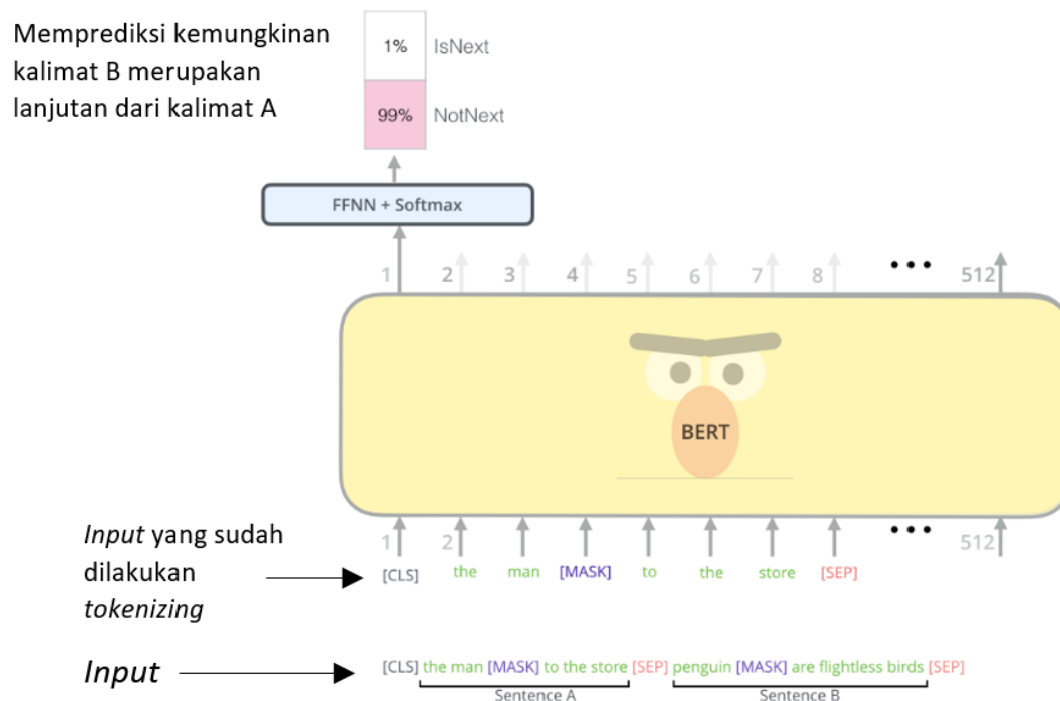 Memprediksi kemungkinan
kalimat B merupakan
lanjutan dari kalimat A
1% IsNext
99% NotNext
FFNN + Softmax
1 2 3 4 5 6 7 8 ••• 512
BERT
1 2 ••• 512
Input yang sudah
dilakukan
tokenizing
[CLS] the man [MASK] to the store [SEP]
Input
[CLS] the man [MASK] to the store [SEP] penguin [MASK] are flightless birds [SEP]
Sentence A Sentence B